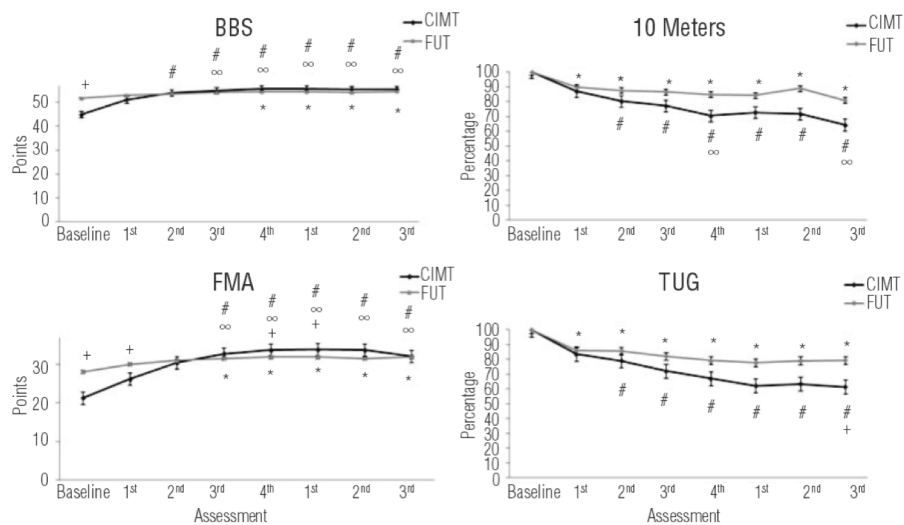 BBS
CIMT
FUT
# # # # # #
+ ∞ ∞ ∞ ∞ ∞
* * * *
50
40
30
20
10
0
Points
Baseline 1st 2nd 3rd 4th 1st 2nd 3rd
10 Meters
CIMT
FUT
* * * * * * *
# # # # # #
∞ ∞
100
90
80
70
60
50
40
30
20
10
0
Percentage
Baseline 1st 2nd 3rd 4th 1st 2nd 3rd
FMA
CIMT
FUT
# # # # #
∞ ∞ ∞ ∞ ∞
+ + + +
* * * * *
30
20
10
0
Points
Baseline 1st 2nd 3rd 4th 1st 2nd 3rd
Assessment
TUG
CIMT
FUT
* * * * * * *
# # # # # #
+
100
90
80
70
60
50
40
30
20
10
0
Percentage
Baseline 1st 2nd 3rd 4th 1st 2nd 3rd
Assessment